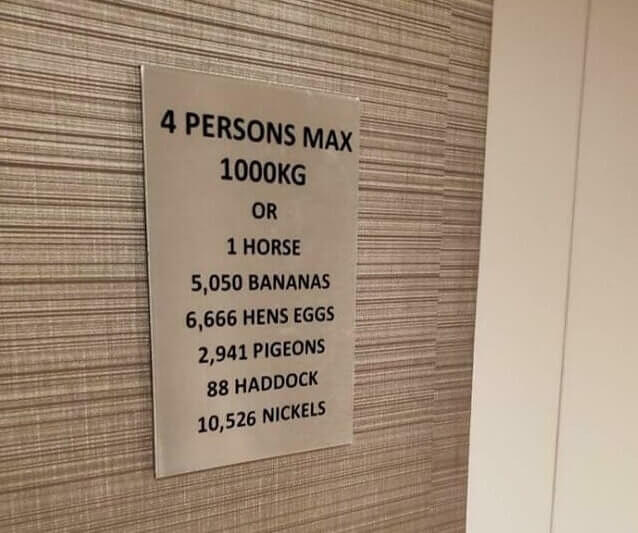 4 PERSONS MAX
1000KG
OR
1 HORSE
5,050 BANANAS
6,666 HENS EGGS
2,941 PIGEONS
88 HADDOCK
10,526 NICKELS